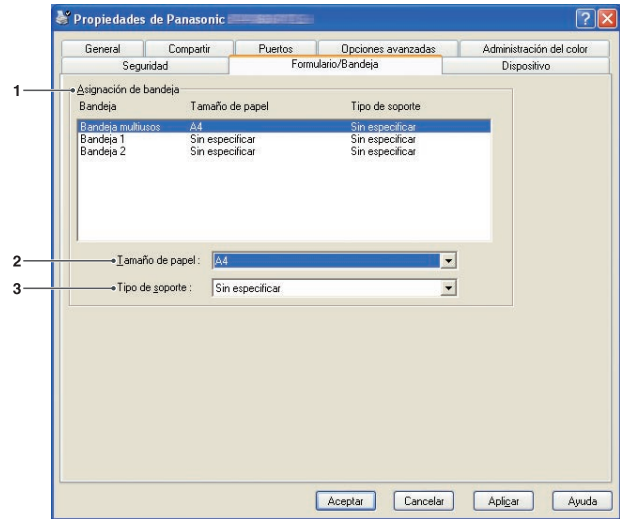 Propiedades de Panasonic
General Compartir Puertos Opciones avanzadas Administración del color
Seguridad Formulario/Bandeja Dispositivo
1 Asignación de bandeja
Bandeja Tamaño de papel Tipo de soporte
Bandeja multiusos A4 Sin especificar
Bandeja 1 Sin especificar Sin especificar
Bandeja 2 Sin especificar Sin especificar
2 Tamaño de papel : A4
3 Tipo de soporte : Sin especificar
Aceptar Cancelar Aplicar Ayuda